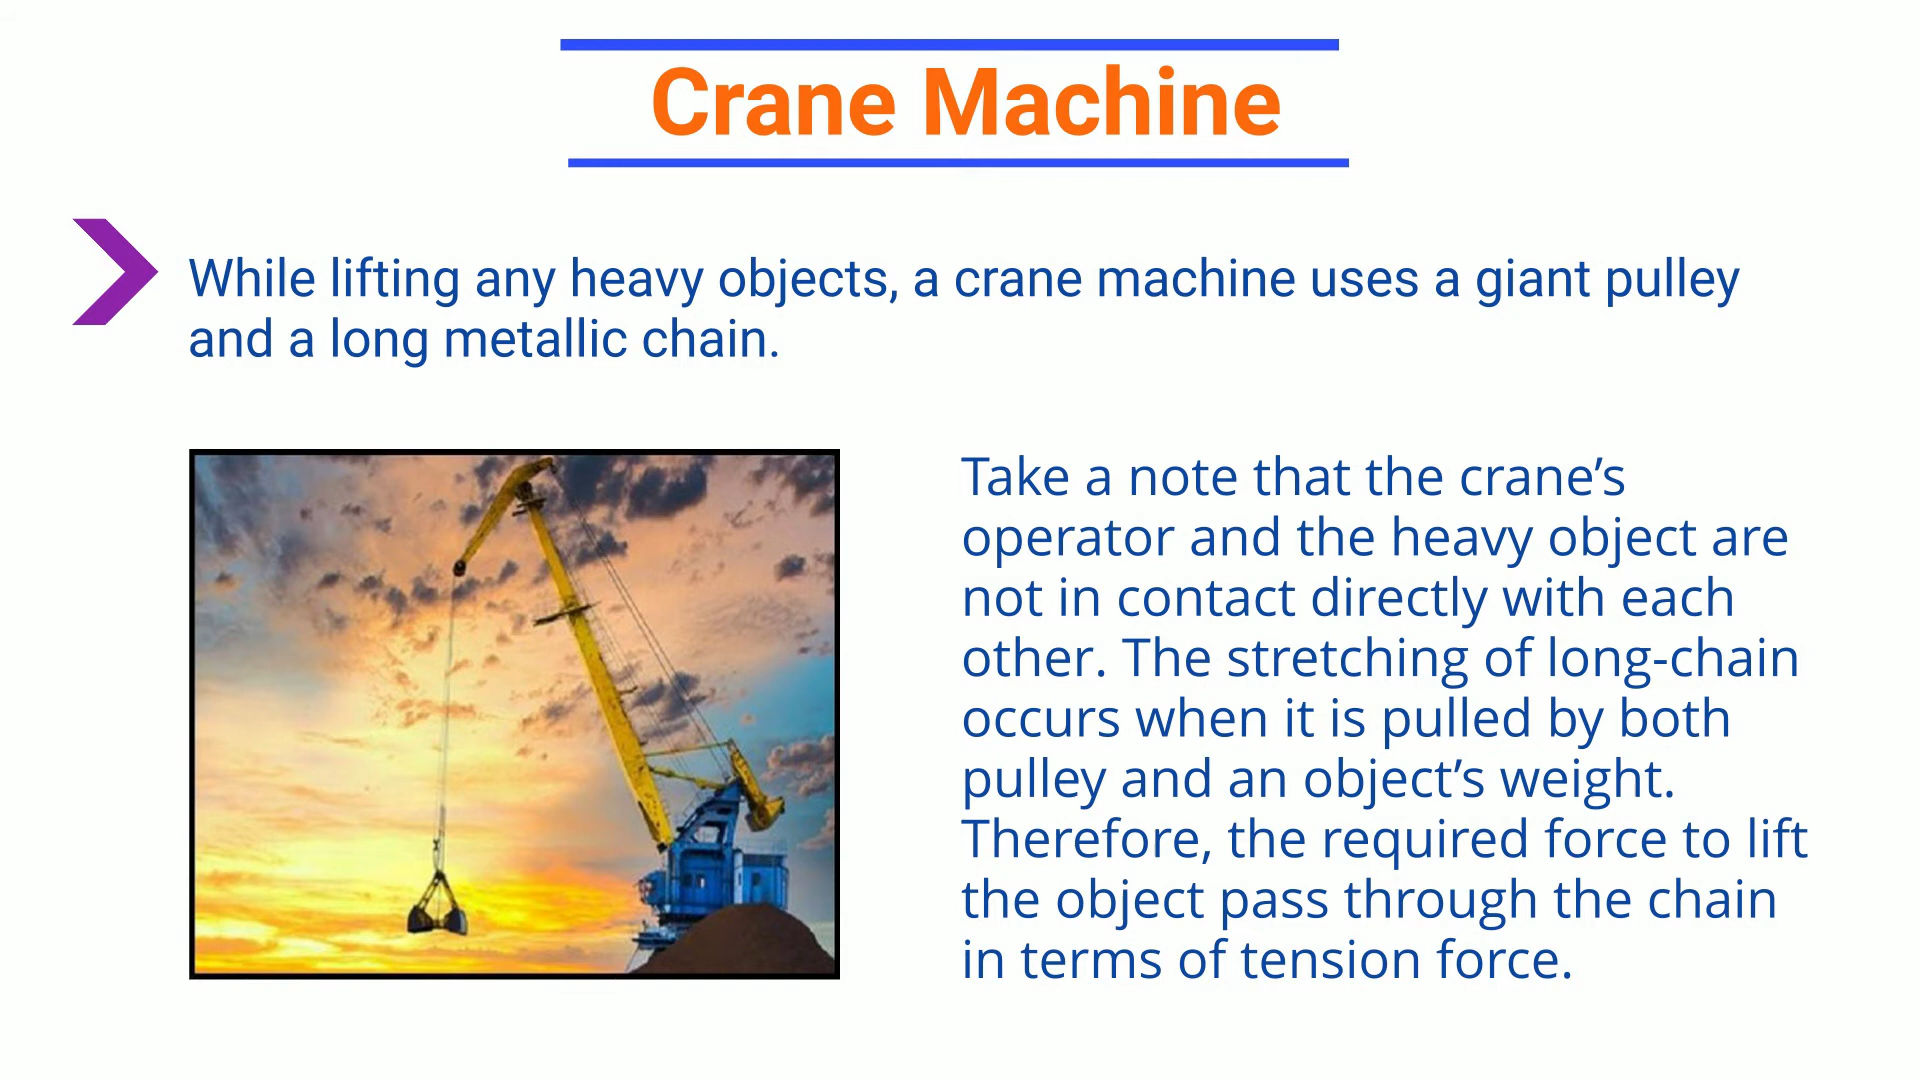 Crane Machine
While lifting any heavy objects, a crane machine uses a giant pulley
and a long metallic chain.
Take a note that the crane’s
operator and the heavy object are
not in contact directly with each
other. The stretching of long-chain
occurs when it is pulled by both
pulley and an object’s weight.
Therefore, the required force to lift
the object pass through the chain
in terms of tension force.